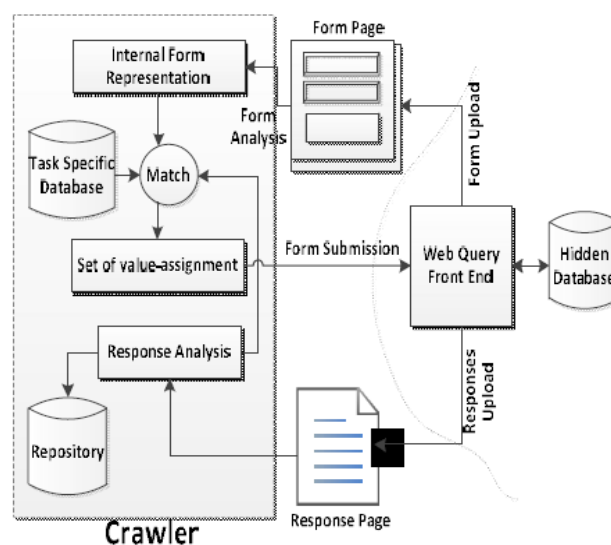 Form Page
Internal Form
Representation
Form
Analysis
Form Upload
Task Specific
Database
Match
Set of value-assignment
Form Submission
Web Query
Front End
Hidden
Database
Response Analysis
Responses
Upload
Repository
Response Page
Crawler